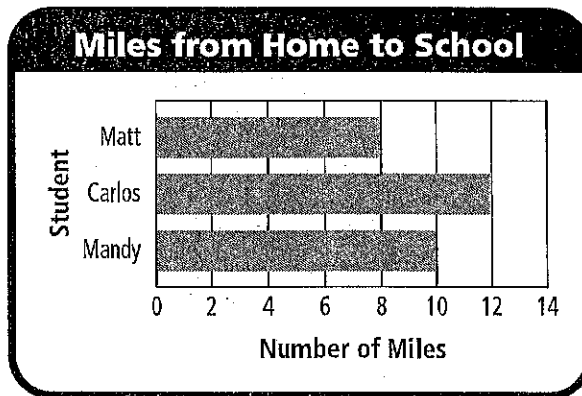 Miles from Home to School
Student
Matt
Carlos
Mandy
0 2 4 6 8 10 12 14
Number of Miles